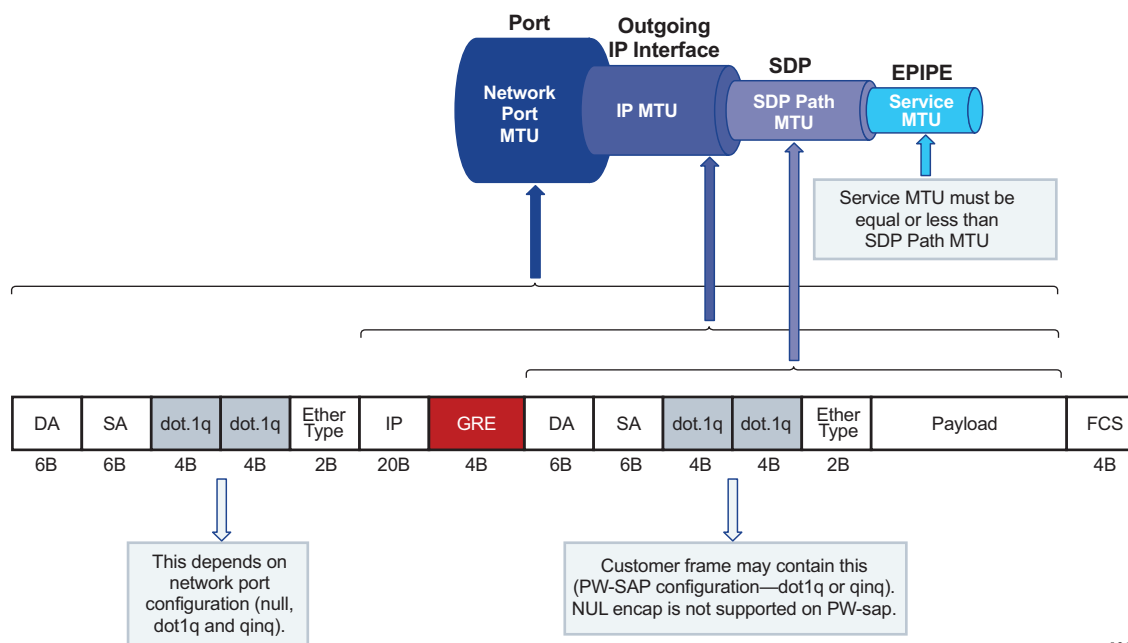 Port
Outgoing
IP Interface
SDP
EPIPE
Network
Port
MTU
IP MTU
SDP Path
MTU
Service
MTU
Service MTU must be
equal or less than
SDP Path MTU
DA
SA
dot.1q
dot.1q
Ether
Type
IP
GRE
DA
SA
dot.1q
dot.1q
Ether
Type
Payload
FCS
6B
6B
4B
4B
2B
20B
4B
6B
6B
4B
4B
2B
4B
This depends on
network port
configuration (null,
dot1q and qinq).
Customer frame may contain this
(PW-SAP configuration—dot1q or qinq).
NUL encap is not supported on PW-sap.